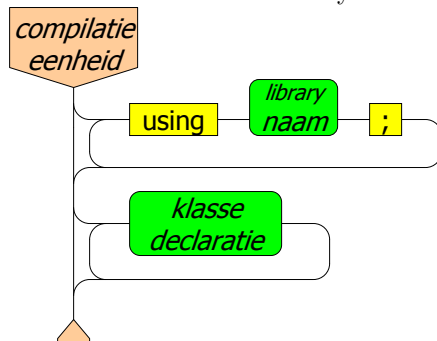 compilatie
eenheid
using library naam ;
klasse
declaratie